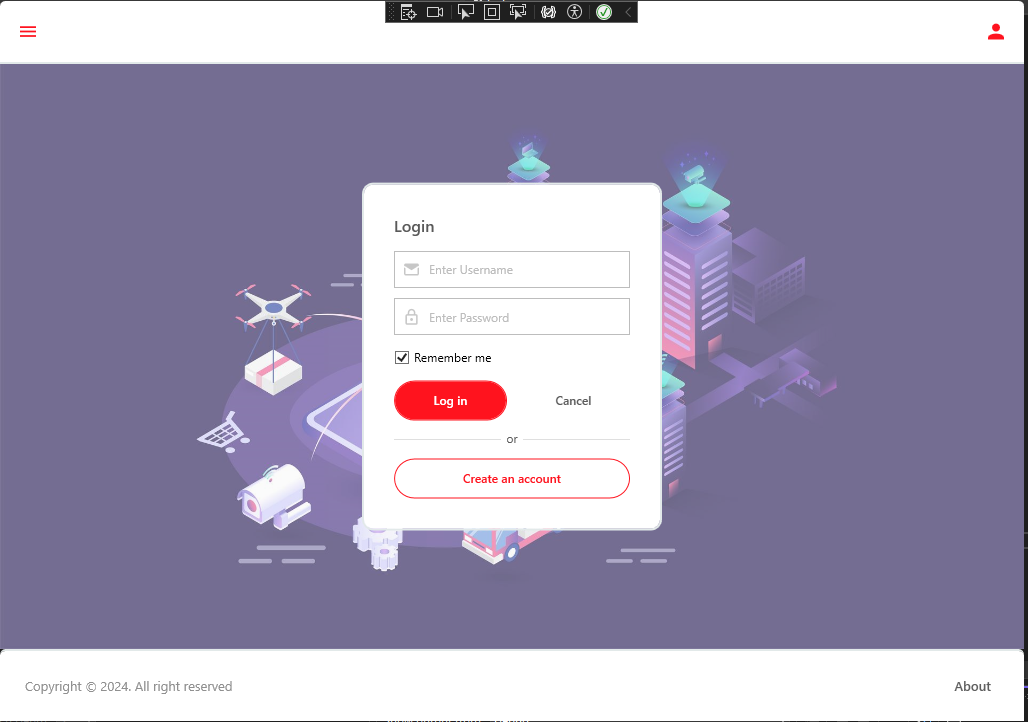 Login
Enter Username
Enter Password
Remember me
Log in
Cancel
or
Create an account
Copyright © 2024. All right reserved
About